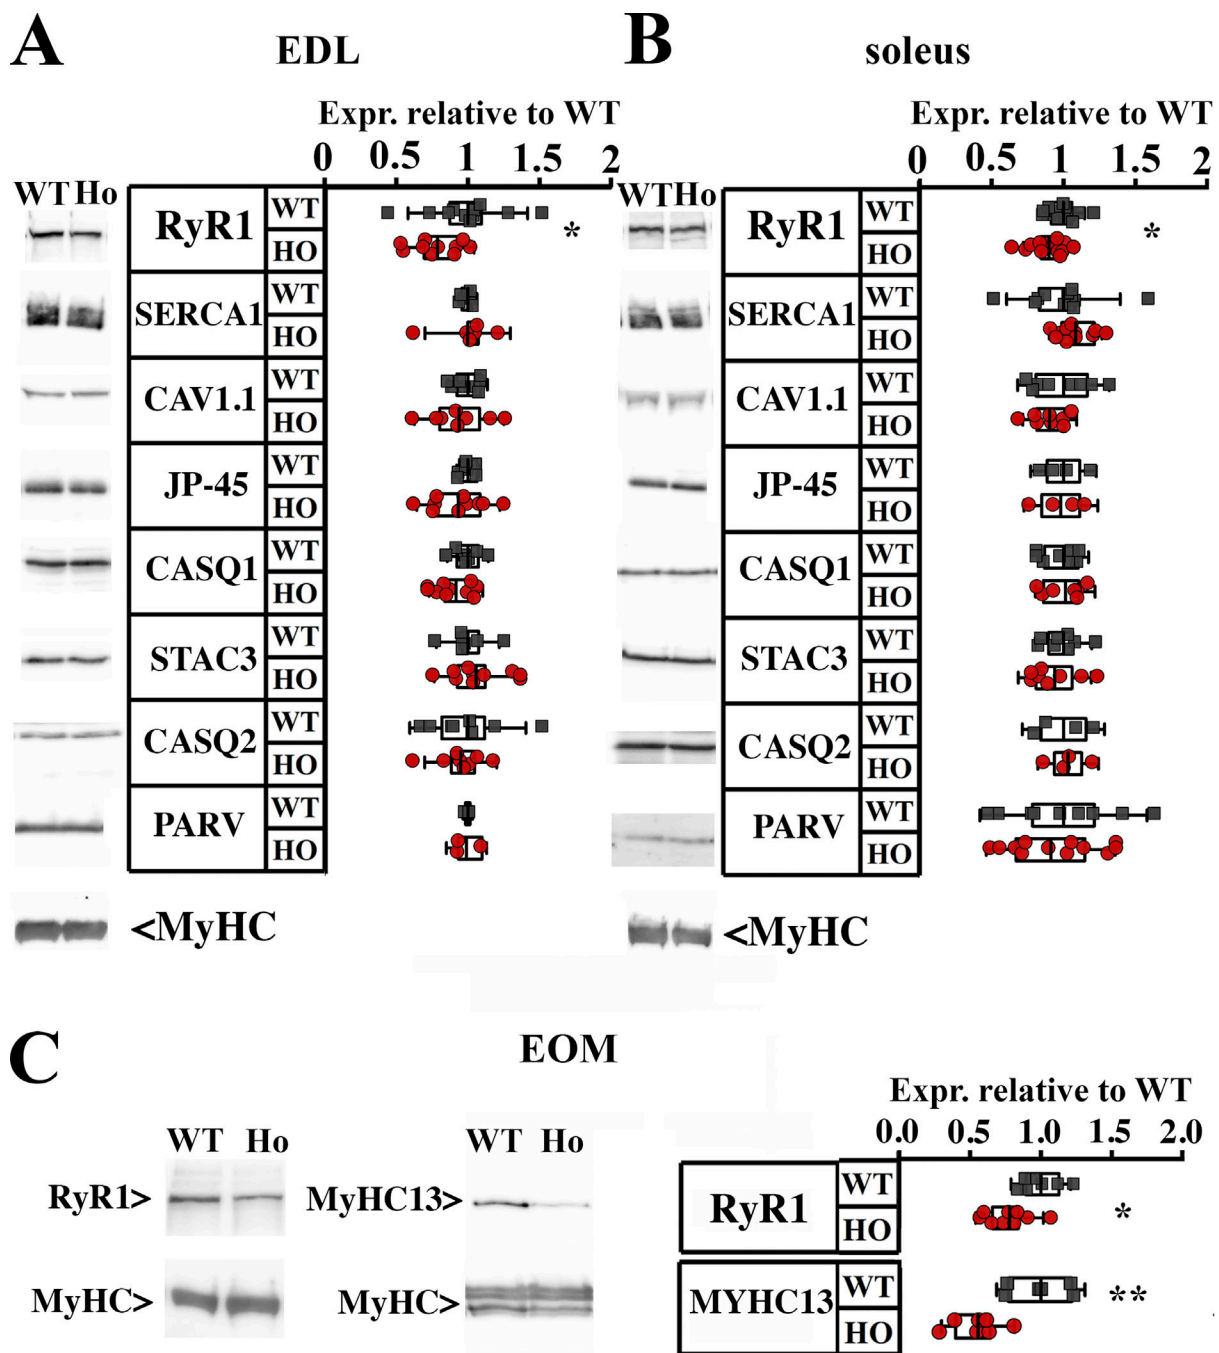 A
EDL
Expr. relative to WT
0 0.5 1 1.5 2
WT Ho
RyR1 WT *
HO
SERCA1 WT
HO
CAV1.1 WT
HO
JP-45 WT
HO
CASQ1 WT
HO
STAC3 WT
HO
CASQ2 WT
HO
PARV WT
HO
<MyHC
B
soleus
Expr. relative to WT
0 0.5 1 1.5 2
WT Ho
RyR1 WT *
HO
SERCA1 WT
HO
CAV1.1 WT
HO
JP-45 WT
HO
CASQ1 WT
HO
STAC3 WT
HO
CASQ2 WT
HO
PARV WT
HO
<MyHC
C
EOM
WT Ho
RyR1>
MyHC>
WT Ho
MyHC13>
MyHC>
Expr. relative to WT
0.0 0.5 1.0 1.5 2.0
RyR1 WT *
HO
MYHC13 WT **
HO